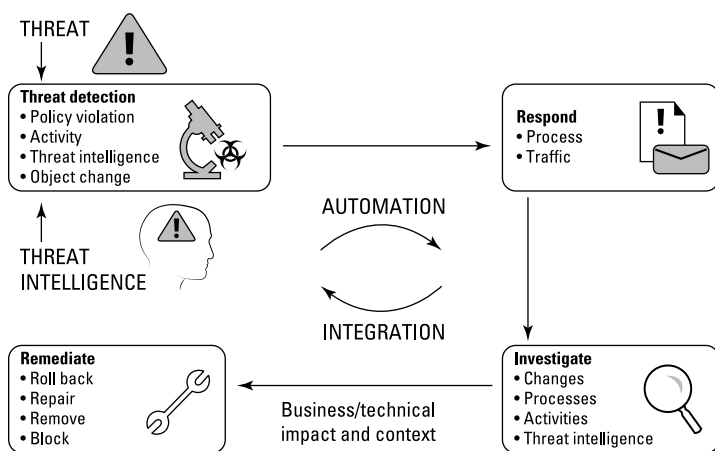 THREAT
Threat detection
• Policy violation
• Activity
• Threat intelligence
• Object change
THREAT
INTELLIGENCE
Respond
• Process
• Traffic
AUTOMATION
INTEGRATION
Investigate
• Changes
• Processes
• Activities
• Threat intelligence
Business/technical
impact and context
Remediate
• Roll back
• Repair
• Remove
• Block